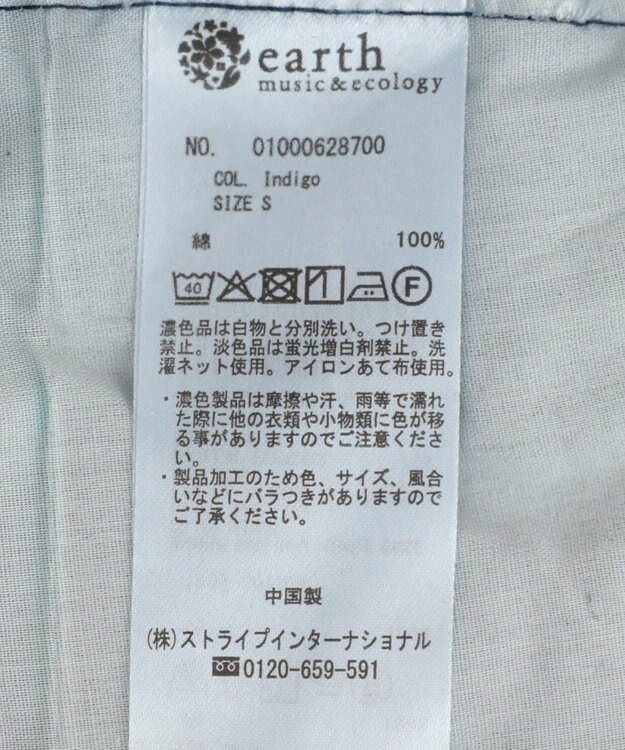 earth
music&ecology
NO. 01000628700
COL. Indigo
SIZE S
綿 100%
40 F
濃色品は白物と分別洗い。つけ置き
禁止。淡色品は蛍光増白剤禁止。洗
濯ネット使用。アイロンあて布使用。
・濃色製品は摩擦や汗、雨等で濡れ
た際に他の衣類や小物類に色が移
る事がありますのでご注意くださ
い。
・製品加工のため色、サイズ、風合
いなどにバラつきがありますので
ご了承ください。
中国製
(株)ストライプインターナショナル
0120-659-591